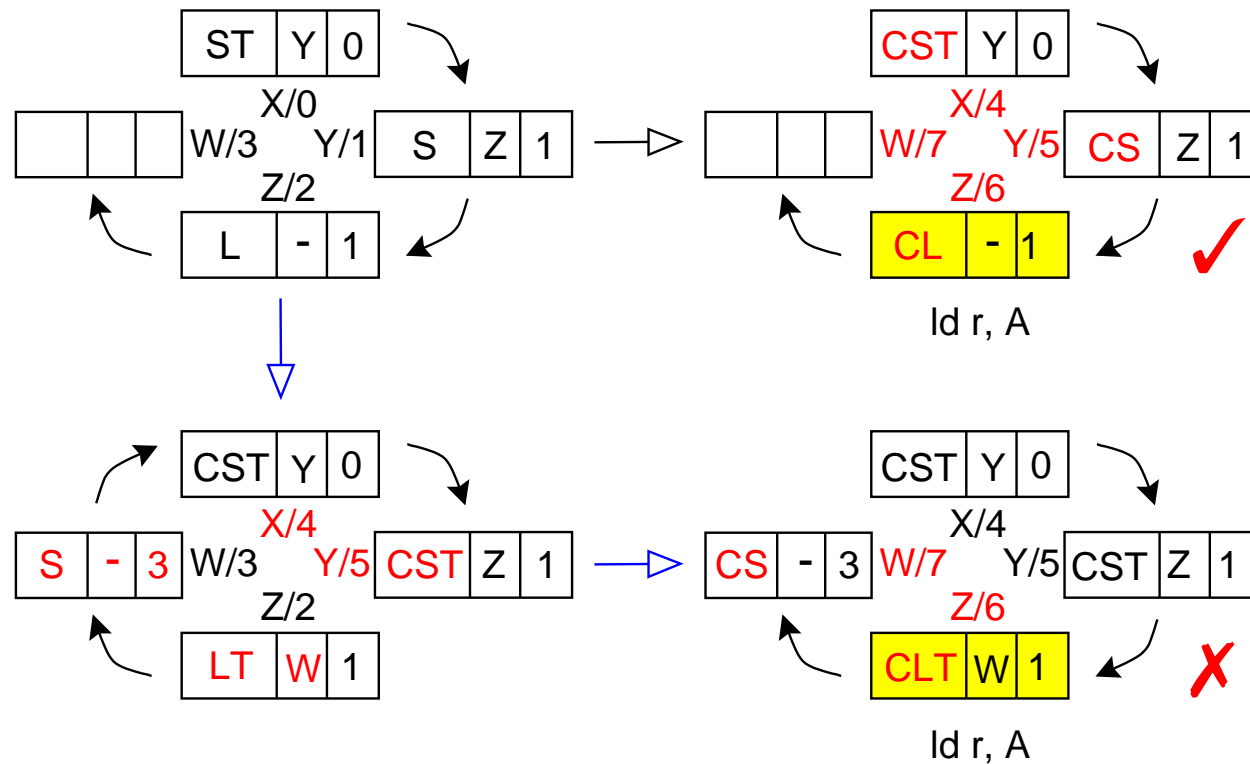 ST Y 0 CST Y 0
X/0 X/4
W/3 Y/1 S Z 1 W/7 Y/5 CS Z 1
Z/2 Z/6
L - 1 CL - 1 ✓
ld r, A
CST Y 0 CST Y 0
X/4 X/4
S - 3 W/3 Y/5 CST Z 1 CS - 3 W/7 Y/5 CST Z 1
Z/2 Z/6
LT W 1 CLT W 1 ✗
ld r, A